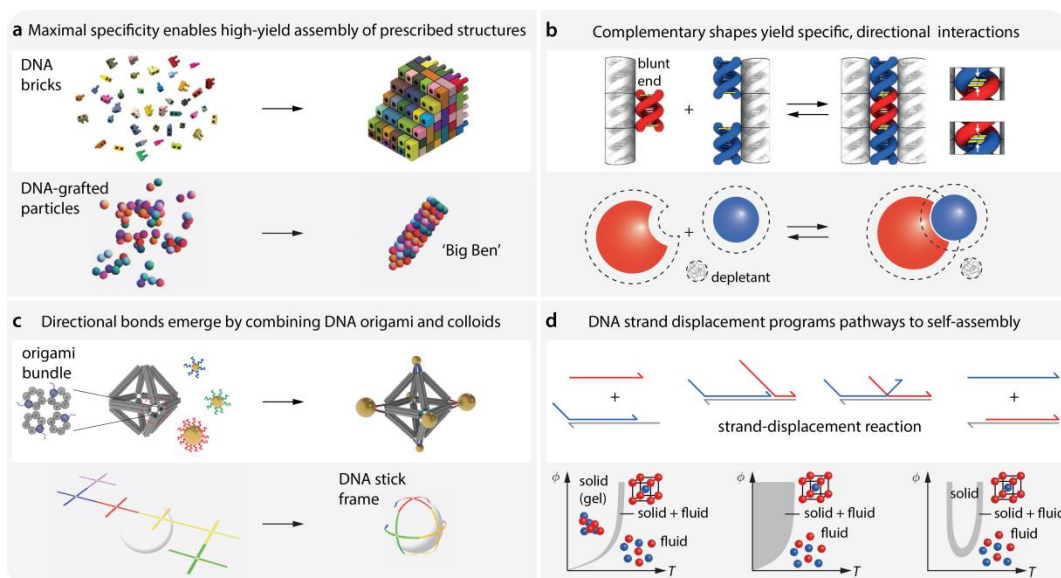 a Maximal specificity enables high-yield assembly of prescribed structures
DNA
bricks
DNA-grafted
particles
'Big Ben'
b Complementary shapes yield specific, directional interactions
blunt
end
+
+
depletant
c Directional bonds emerge by combining DNA origami and colloids
origami
bundle
DNA stick
frame
d DNA strand displacement programs pathways to self-assembly
+
+
strand-displacement reaction
ϕ
solid
(gel)
solid + fluid
fluid
T
ϕ
solid + fluid
fluid
T
ϕ
solid
solid + fluid
fluid
T